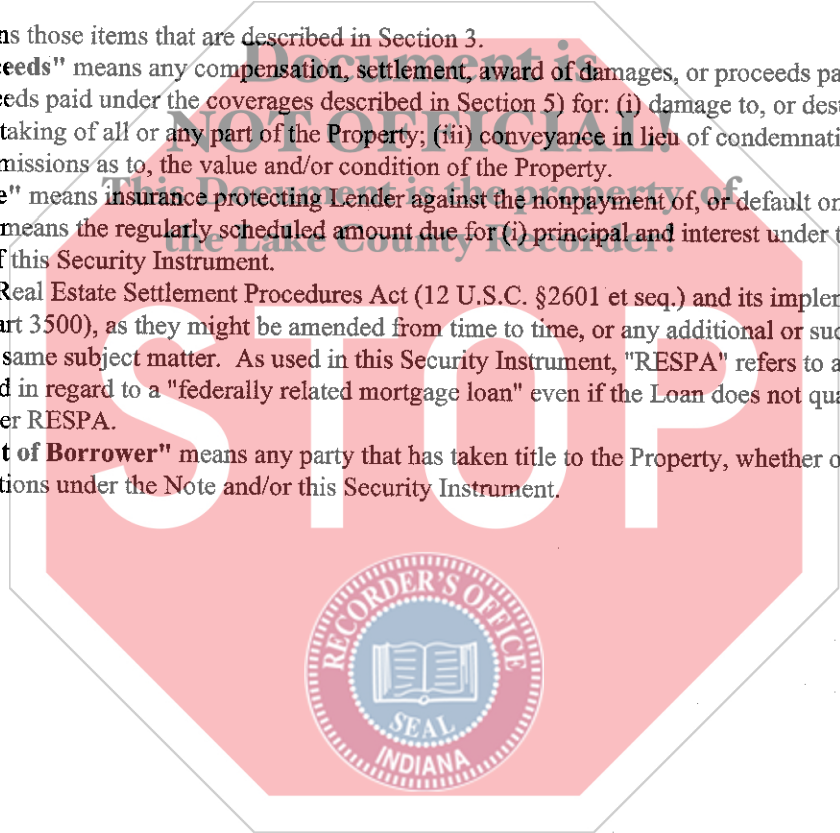 ns those items that are described in Section 3.
Document is
ceeds" means any compensation, settlement, award of damages, or proceeds pa
eeds paid under the coverages described in Section 5) for: (i) damage to, or des
NOT OFFICIAL!
taking of all or any part of the Property; (iii) conveyance in lieu of condemnati
missions as to, the value and/or condition of the Property.
This Document is the property of
e" means insurance protecting Lender against the nonpayment of, or default on
means the regularly scheduled amount due for (i) principal and interest under t
the Lake County Recorder!
f this Security Instrument.
Real Estate Settlement Procedures Act (12 U.S.C. §2601 et seq.) and its implem
art 3500), as they might be amended from time to time, or any additional or suc
same subject matter. As used in this Security Instrument, "RESPA" refers to a
d in regard to a "federally related mortgage loan" even if the Loan does not qua
er RESPA.
STOP
t of Borrower" means any party that has taken title to the Property, whether o
tions under the Note and/or this Security Instrument.
RECORDER'S OFFICE
SEAL
INDIANA